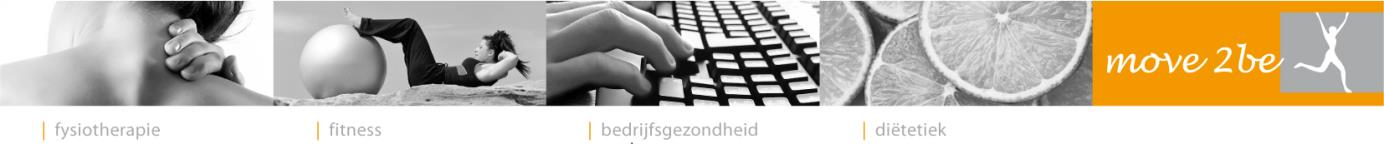 move 2be
fysiotherapie
fitness
bedrijfsgezondheid
diëtetiek